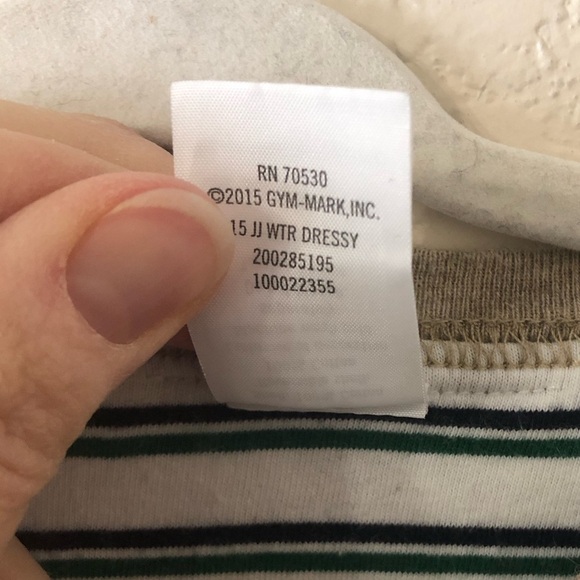 RN 70530
©2015 GYM-MARK,INC.
15 JJ WTR DRESSY
200285195
100022355